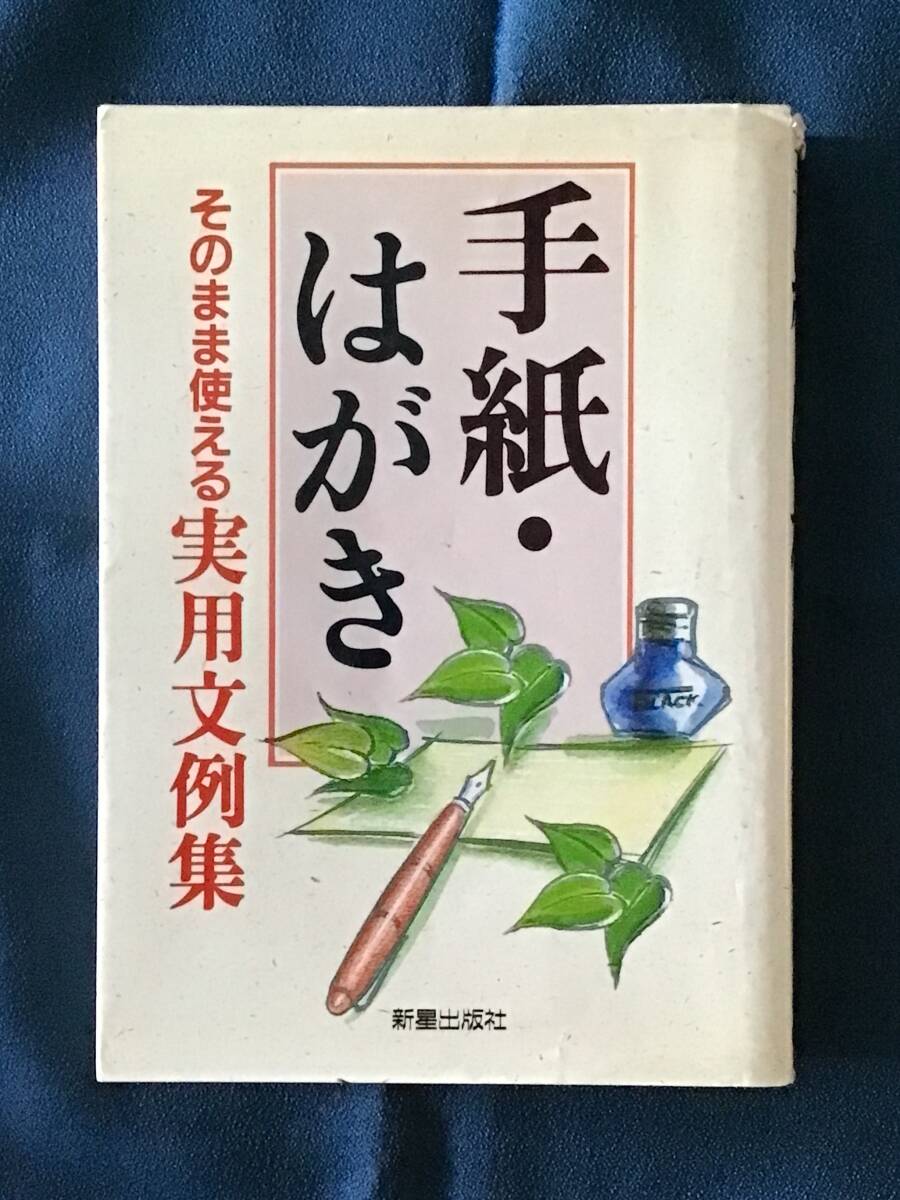 手紙・
はがき
そのまま使える実用文例集
BLACK
新星出版社